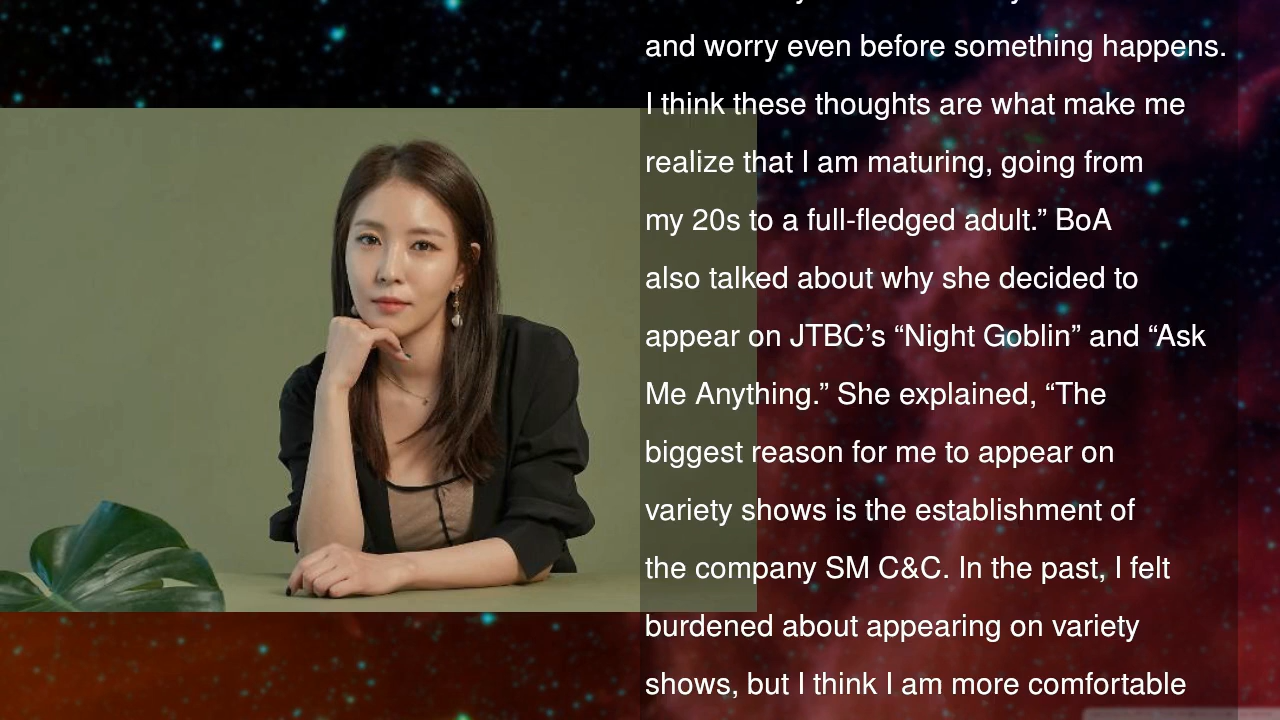 and worry even before something happens.
I think these thoughts are what make me
realize that I am maturing, going from
my 20s to a full-fledged adult.” BoA
also talked about why she decided to
appear on JTBC’s “Night Goblin” and “Ask
Me Anything.” She explained, “The
biggest reason for me to appear on
variety shows is the establishment of
the company SM C&C. In the past, I felt
burdened about appearing on variety
shows, but I think I am more comfortable